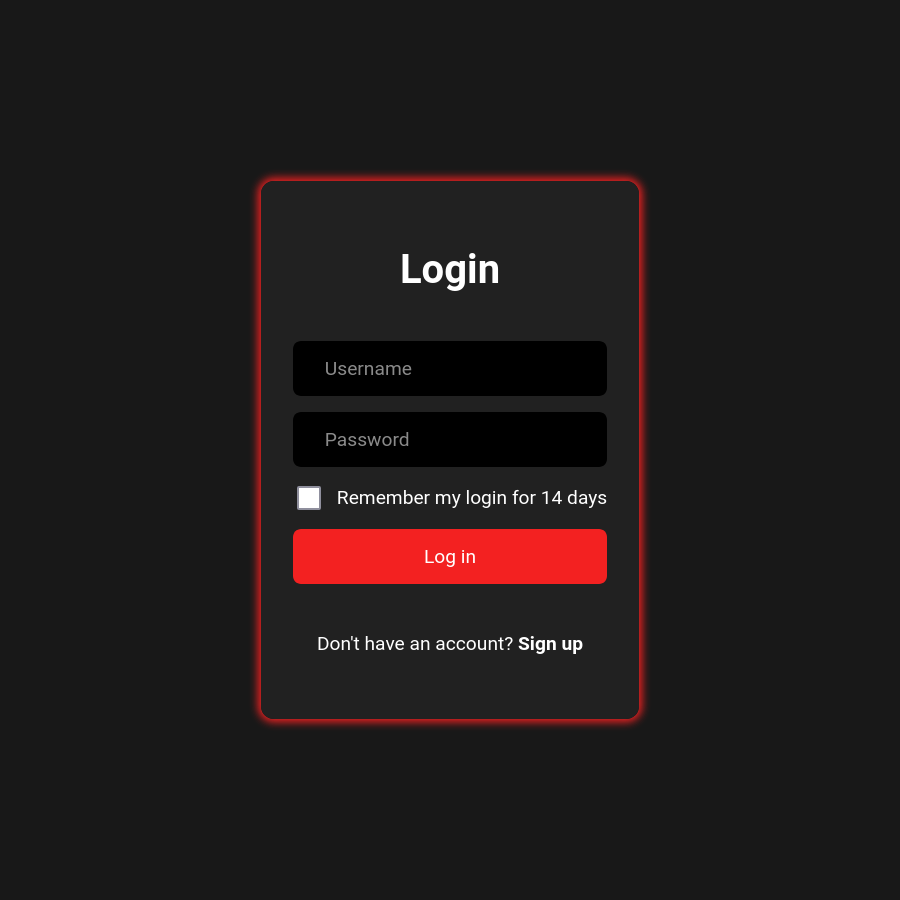 Login
Username
Password
Remember my login for 14 days
Log in
Don't have an account? Sign up